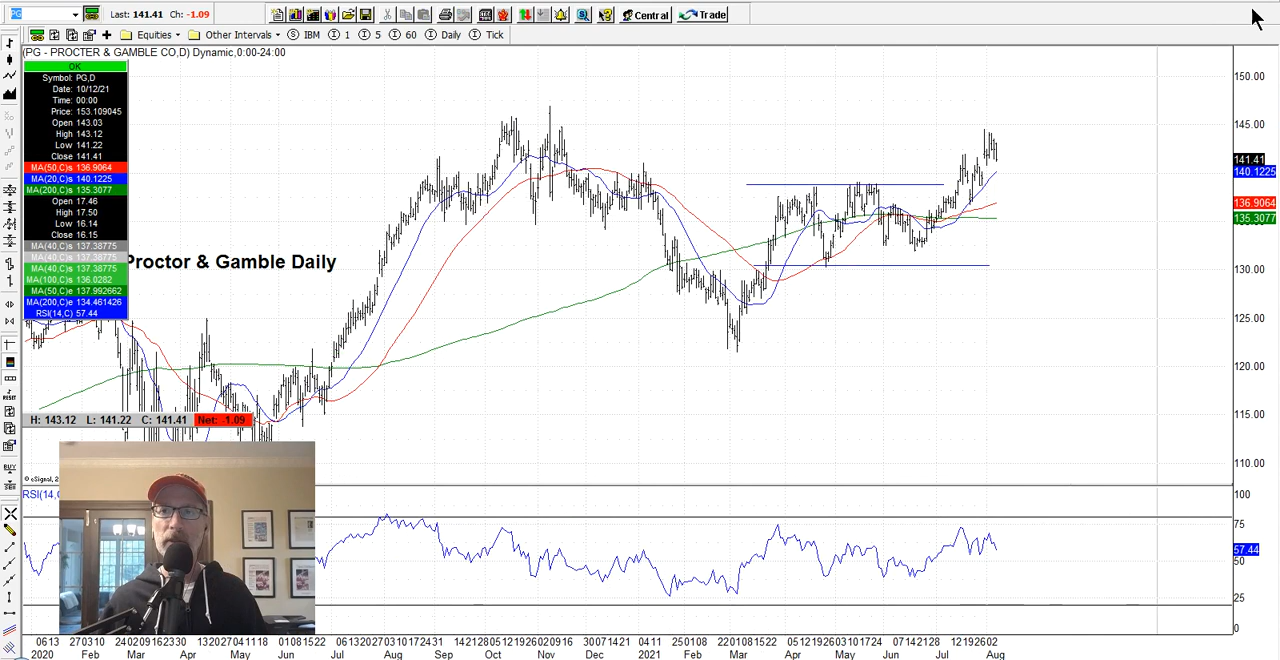 PG Last: 141.41 Ch: -1.09 Central Trade
Equities Other Intervals S IBM I 1 I 5 I 60 I Daily I Tick
(PG - PROCTER & GAMBLE CO,D) Dynamic,0:00-24:00
OK
Symbol: PG,D
Date: 10/12/21
Time: 00:00
Price: 153.109045
Open 143.03
High 143.12
Low 141.22
Close 141.41
MA(50,C)s 136.9064
MA(20,C)s 140.1225
MA(200,C)s 135.3077
Open 17.46
High 17.50
Low 16.14
Close 16.15
MA(40,C)s 137.38775
MA(40,C)s 137.38775
MA(40,C)s 137.38775
MA(100,C)s 136.0282
MA(50,C)e 137.992662
MA(200,C)e 134.461426
RSI(14,C) 57.44
Proctor & Gamble Daily
150.00
145.00
141.41
140.1225
136.9064
135.3077
130.00
125.00
120.00
115.00
110.00
H: 143.12 L: 141.22 C: 141.41 Net: -1.09
© eSignal, 2
RSI(14,C
100
75
57.44
50
25
0
RESET
BUY
2020 Feb Mar Apr May Jun Jul Aug Sep Oct Nov Dec 2021 Feb Mar Apr May Jun Jul Aug